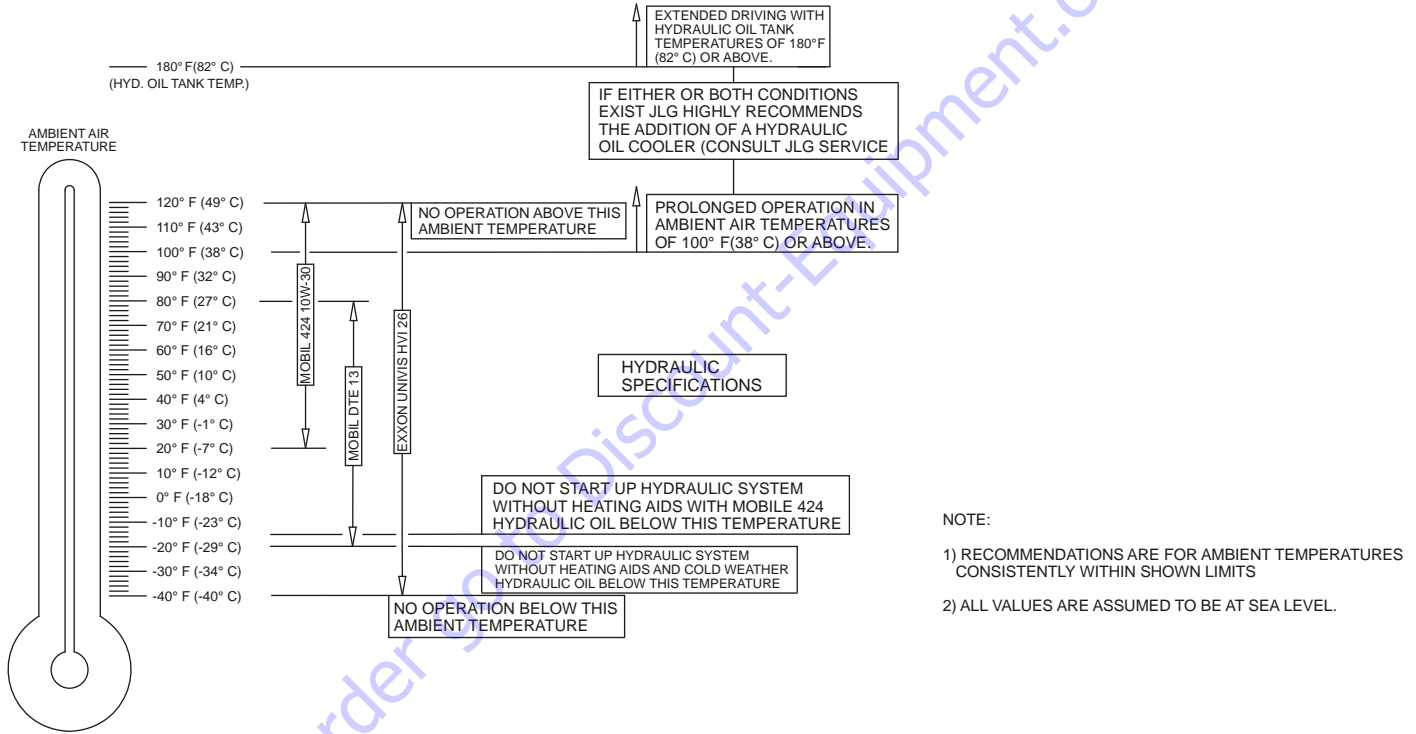 EXTENDED DRIVING WITH
HYDRAULIC OIL TANK
TEMPERATURES OF 180°F
(82° C) OR ABOVE.
180° F(82° C)
(HYD. OIL TANK TEMP.)
IF EITHER OR BOTH CONDITIONS
EXIST JLG HIGHLY RECOMMENDS
THE ADDITION OF A HYDRAULIC
OIL COOLER (CONSULT JLG SERVICE
AMBIENT AIR
TEMPERATURE
120° F (49° C)
110° F (43° C)
100° F (38° C)
90° F (32° C)
80° F (27° C)
70° F (21° C)
60° F (16° C)
50° F (10° C)
40° F (4° C)
30° F (-1° C)
20° F (-7° C)
10° F (-12° C)
0° F (-18° C)
-10° F (-23° C)
-20° F (-29° C)
-30° F (-34° C)
-40° F (-40° C)
MOBIL 424 10W-30
MOBIL DTE 13
EXXON UNIVIS HVI 26
NO OPERATION ABOVE THIS
AMBIENT TEMPERATURE
PROLONGED OPERATION IN
AMBIENT AIR TEMPERATURES
OF 100° F(38° C) OR ABOVE.
HYDRAULIC
SPECIFICATIONS
DO NOT START UP HYDRAULIC SYSTEM
WITHOUT HEATING AIDS WITH MOBILE 424
HYDRAULIC OIL BELOW THIS TEMPERATURE
DO NOT START UP HYDRAULIC SYSTEM
WITHOUT HEATING AIDS AND COLD WEATHER
HYDRAULIC OIL BELOW THIS TEMPERATURE
NO OPERATION BELOW THIS
AMBIENT TEMPERATURE
NOTE:
1) RECOMMENDATIONS ARE FOR AMBIENT TEMPERATURES
CONSISTENTLY WITHIN SHOWN LIMITS
2) ALL VALUES ARE ASSUMED TO BE AT SEA LEVEL.
rder go to Discount-Equipment.c